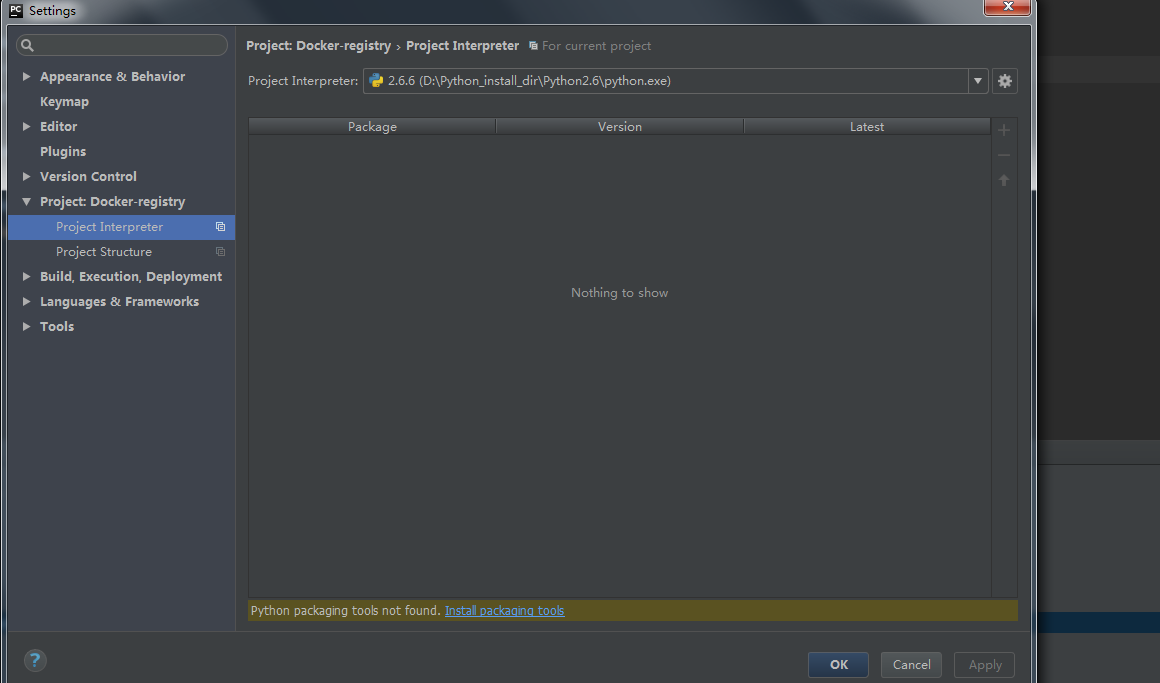 PC Settings
Project: Docker-registry › Project Interpreter For current project
Project Interpreter: 2.6.6 (D:\Python_install_dir\Python2.6\python.exe)
Appearance & Behavior
Keymap
Editor
Plugins
Version Control
Project: Docker-registry
Project Interpreter
Project Structure
Build, Execution, Deployment
Languages & Frameworks
Tools
Package Version Latest
Nothing to show
Python packaging tools not found. Install packaging tools
?
OK Cancel Apply